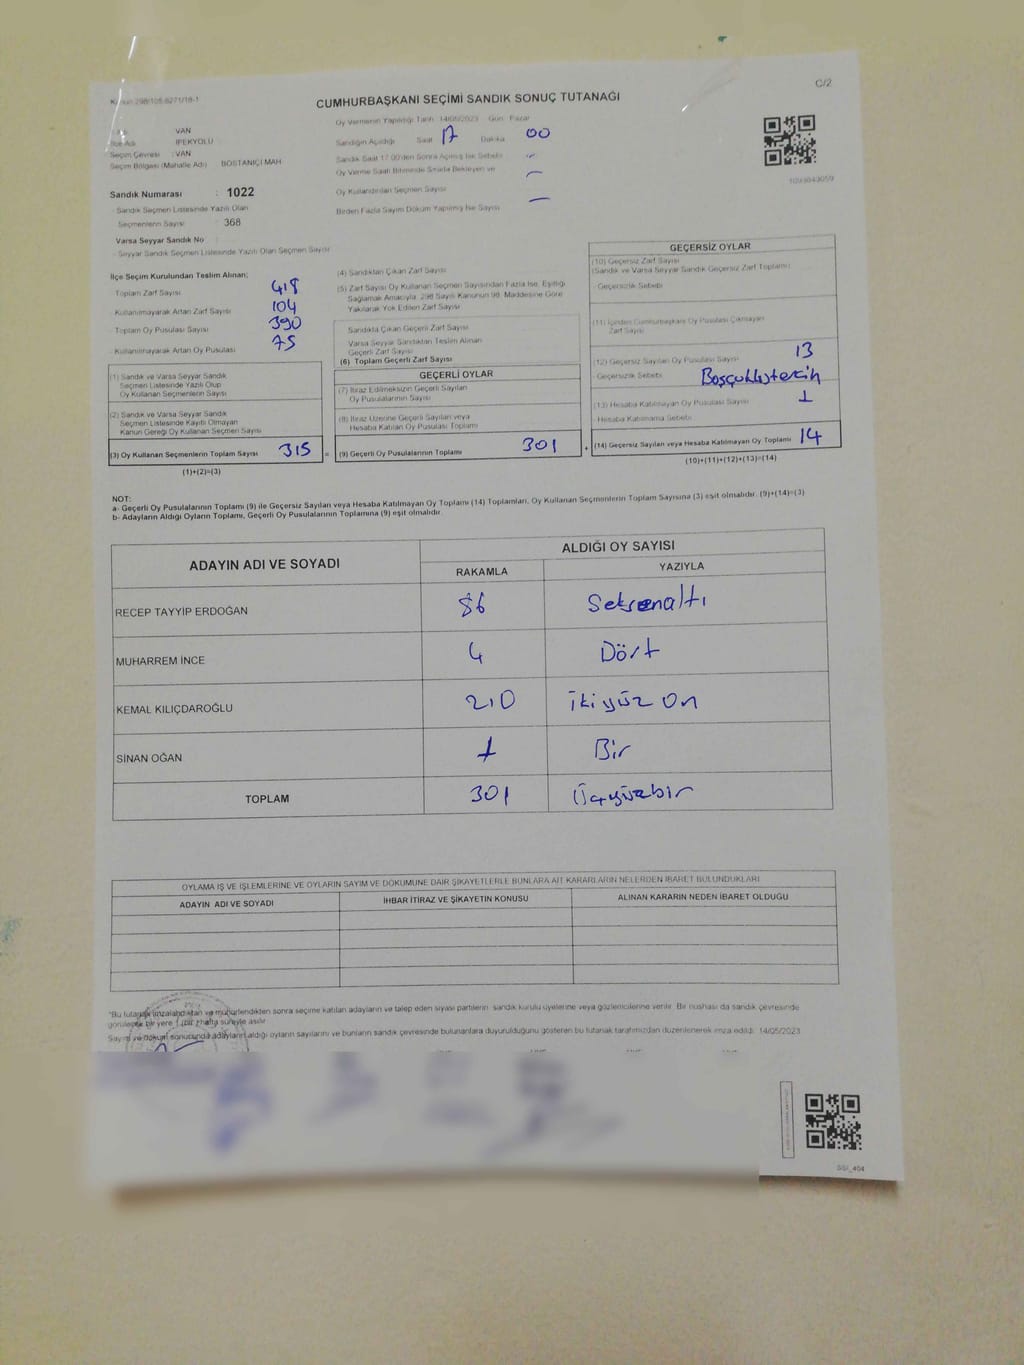 C/2
CUMHURBAŞKANI SEÇİMİ SANDIK SONUÇ TUTANAĞI
Oy Vermenin Yapıldığı Tarih 14/05/2023 Gün Pazar
VAN
Sandığın Açıldığı Saat 17 Dakika 00
İPEKYOLU
Seçim Çevresi : VAN
Sandık Saat 17.00'den Sonra Açılmış İse Sebebi
Seçim Bölgesi (Mahalle Adı) BOSTANİÇİ MAH
Oy Verme Saati Bitiminde Sırada Bekleyen ve
Oy Kullandırılan Seçmen Sayısı
Sandık Numarası : 1022
Birden Fazla Sayım Döküm Yapılmış İse Sayısı
Sandık Seçmen Listesinde Yazılı Olan
Seçmenlerin Sayısı : 368
Varsa Seyyar Sandık No
Seyyar Sandık Seçmen Listesinde Yazılı Olan Seçmen Sayısı
İlçe Seçim Kurulundan Teslim Alınan;
Toplam Zarf Sayısı 418
Kullanılmayarak Artan Zarf Sayısı 104
Toplam Oy Pusulası Sayısı 390
Kullanılmayarak Artan Oy Pusulası 75
(1) Sandık ve Varsa Seyyar Sandık
Seçmen Listesinde Yazılı Olup
Oy Kullanan Seçmenlerin Sayısı
(2) Sandık ve Varsa Seyyar Sandık
Seçmen Listesinde Kayıtlı Olmayan
Kanun Gereği Oy Kullanan Seçmen Sayısı
(3) Oy Kullanan Seçmenlerin Toplam Sayısı 315 =
(1)+(2)=(3)
(4) Sandıktan Çıkan Zarf Sayısı
(5) Zarf Sayısı Oy Kullanan Seçmen Sayısından Fazla İse, Eşitliği
Sağlamak Amacıyla, 298 Sayılı Kanunun 98. Maddesine Göre
Yakılarak Yok Edilen Zarf Sayısı
Sandıkta Çıkan Geçerli Zarf Sayısı
Varsa Seyyar Sandıktan Teslim Alınan
Geçerli Zarf Sayısı
(6) Toplam Geçerli Zarf Sayısı
GEÇERLİ OYLAR
(7) İtiraz Edilmeksizin Geçerli Sayılan
Oy Pusulalarının Sayısı
(8) İtiraz Üzerine Geçerli Sayılan veya
Hesaba Katılan Oy Pusulası Toplamı
(9) Geçerli Oy Pusulalarının Toplamı 301 +
GEÇERSİZ OYLAR
(10) Geçersiz Zarf Sayısı
(Sandık ve Varsa Seyyar Sandık Geçersiz Zarf Toplamı)
Geçersizlik Sebebi
(11) İçinden Cumhurbaşkanı Oy Pusulası Çıkmayan
Zarf Sayısı
(12) Geçersiz Sayılan Oy Pusulası Sayısı 13
Geçersizlik Sebebi
(13) Hesaba Katılmayan Oy Pusulası Sayısı 1
Hesaba Katılmama Sebebi
(14) Geçersiz Sayılan veya Hesaba Katılmayan Oy Toplamı 14
(10)+(11)+(12)+(13)=(14)
NOT:
a- Geçerli Oy Pusulalarının Toplamı (9) ile Geçersiz Sayılan veya Hesaba Katılmayan Oy Toplamı (14) Toplamları, Oy Kullanan Seçmenlerin Toplam Sayısına (3) eşit olmalıdır. (9)+(14)=(3)
b- Adayların Aldığı Oyların Toplamı, Geçerli Oy Pusulalarının Toplamına (9) eşit olmalıdır.
ADAYIN ADI VE SOYADI
ALDIĞI OY SAYISI
RAKAMLA YAZIYLA
RECEP TAYYİP ERDOĞAN 86 Seksenaltı
MUHARREM İNCE 4 Dört
KEMAL KILIÇDAROĞLU 210 ikiyüz On
SİNAN OĞAN 1 Bir
TOPLAM 301 Üçyüzbir
OYLAMA İŞ VE İŞLEMLERİNE VE OYLARIN SAYIM VE DÖKÜMÜNE DAİR ŞİKAYETLERLE BUNLARA AİT KARARLARIN NELERDEN İBARET BULUNDUKLARI
ADAYIN ADI VE SOYADI İHBAR İTİRAZ VE ŞİKAYETİN KONUSU ALINAN KARARIN NEDEN İBARET OLDUĞU
"Bu tutanak imzalandıktan ve mühürlendikten sonra seçime katılan adayların ve talep eden siyasi partilerin sandık kurulu üyelerine veya gözlemcilerine verilir. Bir nüshası da sandık çevresinde
görülecek bir yere 1 (bir) hafta süreyle asılır
Sayım ve döküm sonucunda adayların aldığı oyların sayılarını ve bunların sandık çevresinde bulunanlara duyurulduğunu gösteren bu tutanak tarafımızdan düzenlenerek imza edildi. 14/05/2023